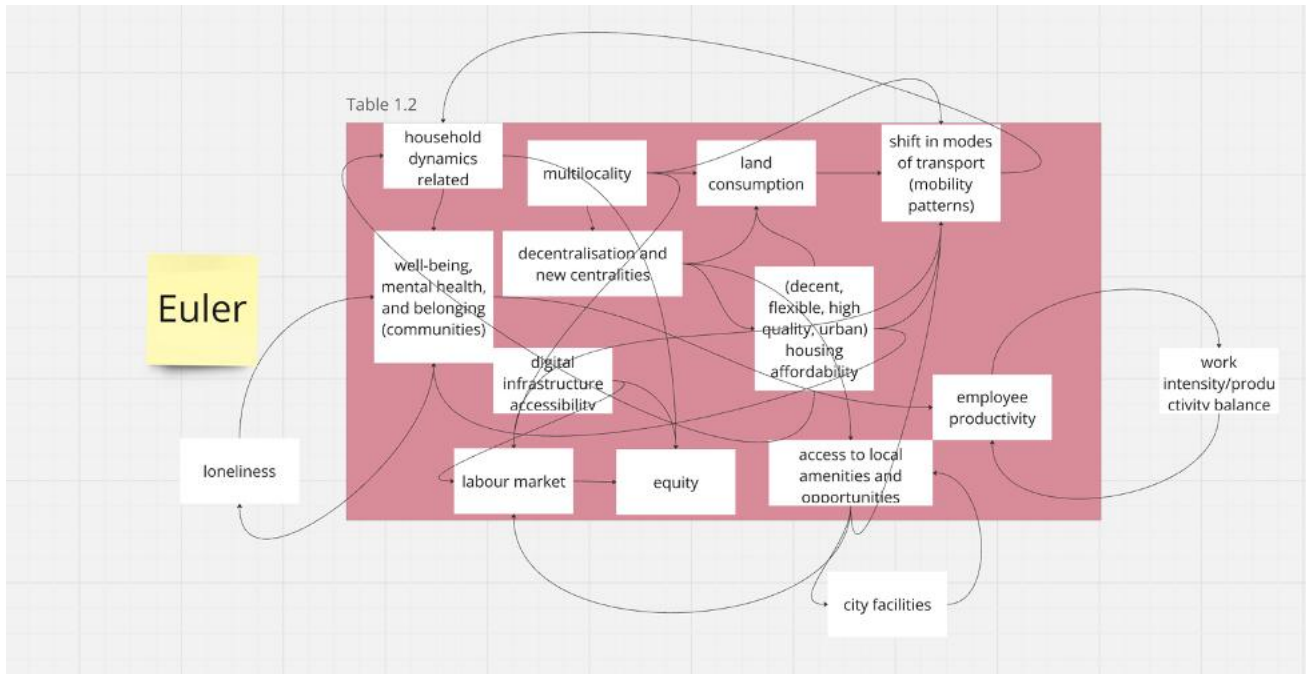 Table 1.2
household
dynamics
related
multilocality
land
consumption
shift in modes
of transport
(mobility
patterns)
well-being,
mental health,
and belonging
(communities)
decentralisation and
new centralities
(decent,
flexible, high
quality, urban)
housing
affordability
Euler
digital
infrastructure
accessibility
employee
productivity
work
intensity/produ
ctivity balance
loneliness
labour market
equity
access to local
amenities and
opportunities
city facilities